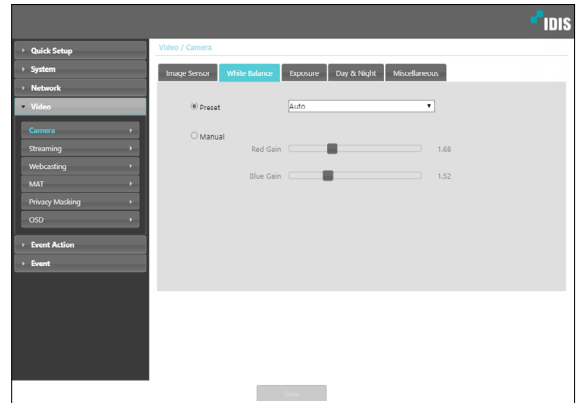 IDIS
Quick Setup
System
Network
Video
Camera
Streaming
Webcasting
MAT
Privacy Masking
OSD
Event Action
Event
Video / Camera
Image Sensor White Balance Exposure Day & Night Miscellaneous
Preset Auto
Manual
Red Gain 1.68
Blue Gain 1.52
Save